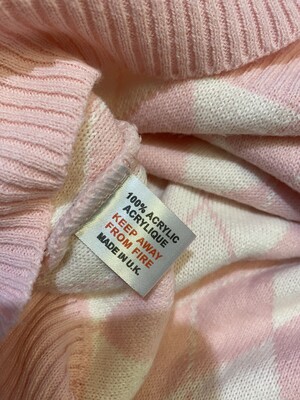 100% ACRYLIC
ACRYLIQUE
KEEP AWAY
FROM FIRE
MADE IN U.K.